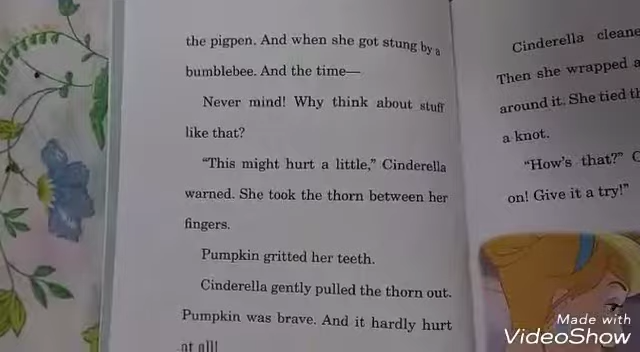 the pigpen. And when she got stung by a
bumblebee. And the time—
Never mind! Why think about stuff
like that?
“This might hurt a little,” Cinderella
warned. She took the thorn between her
fingers.
Pumpkin gritted her teeth.
Cinderella gently pulled the thorn out.
Pumpkin was brave. And it hardly hurt
at all!
Cinderella cleane
Then she wrapped a
around it. She tied th
a knot.
“How’s that?” C
on! Give it a try!”
Made with
VideoShow